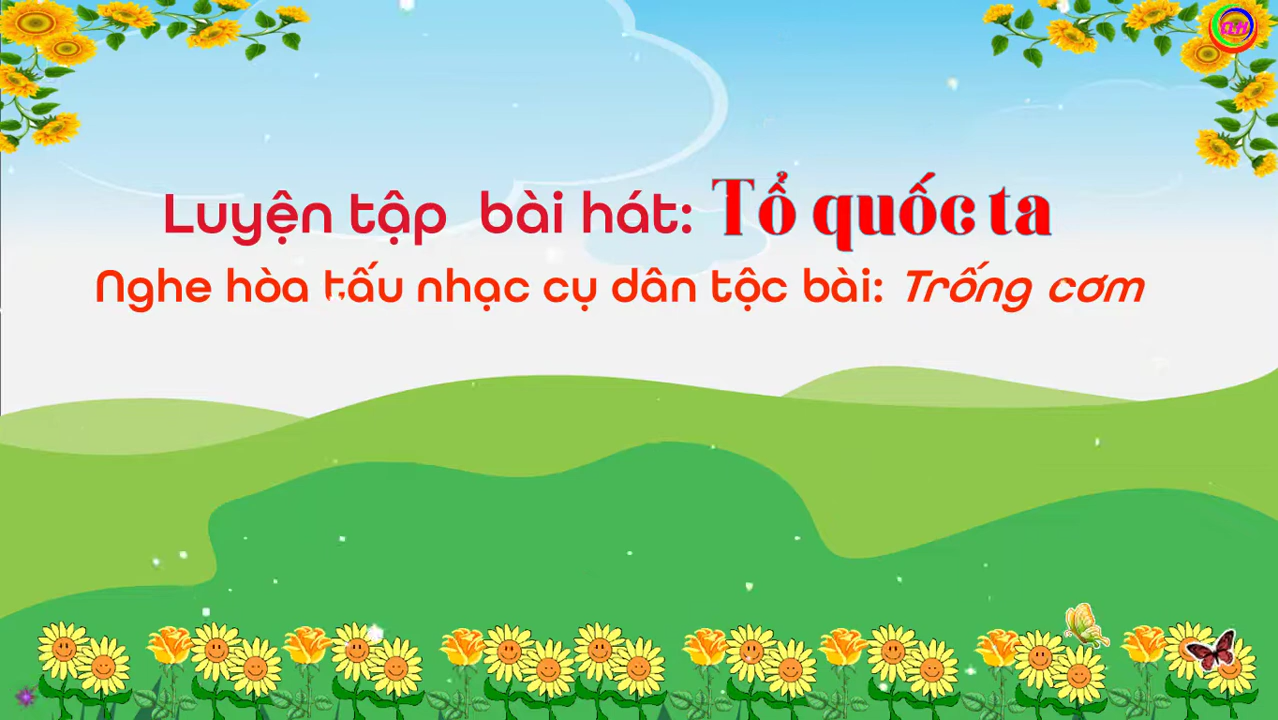 Luyện tập bài hát: Tổ quốc ta
Nghe hòa tấu nhạc cụ dân tộc bài: Trống cơm